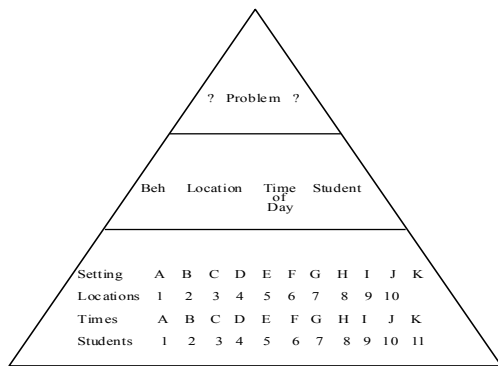 ? Problem ?
Beh Location Time of Day Student
Setting A B C D E F G H I J K
Locations 1 2 3 4 5 6 7 8 9 10
Times A B C D E F G H I J K
Students 1 2 3 4 5 6 7 8 9 10 11